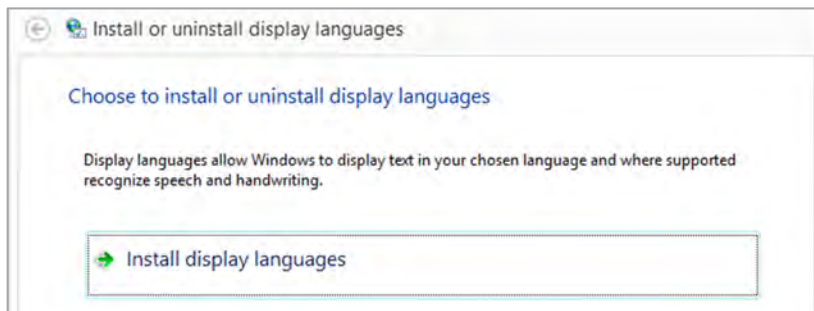 Install or uninstall display languages
Choose to install or uninstall display languages
Display languages allow Windows to display text in your chosen language and where supported
recognize speech and handwriting.
Install display languages